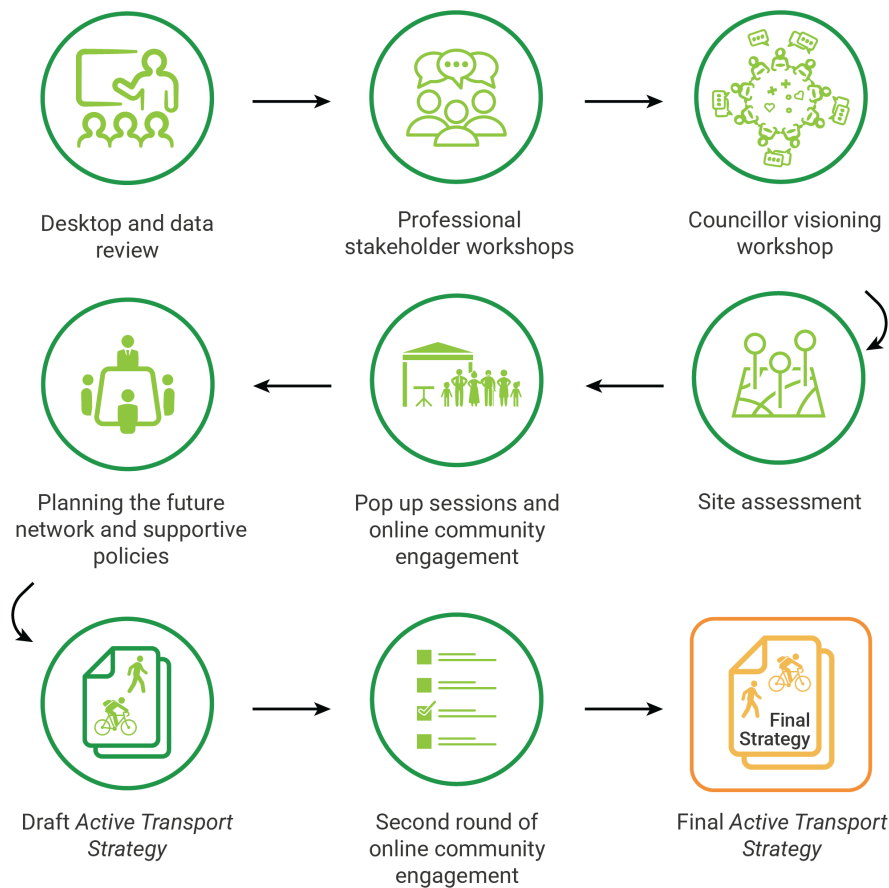 Desktop and data
review
Professional
stakeholder workshops
Councillor visioning
workshop
Site assessment
Pop up sessions and
online community
engagement
Planning the future
network and supportive
policies
Draft Active Transport
Strategy
Second round of
online community
engagement
Final
Strategy
Final Active Transport
Strategy